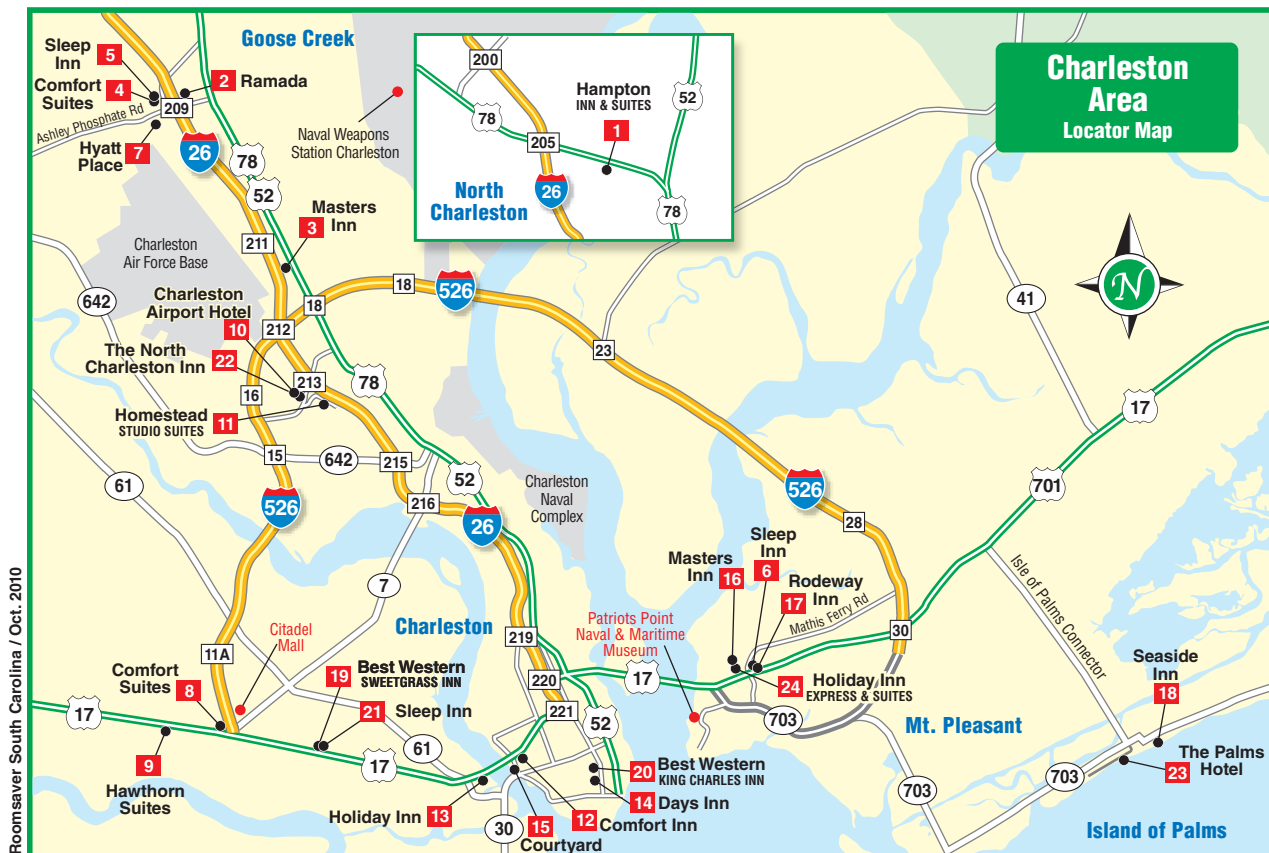 Charleston
Area
Locator Map
Goose Creek
Sleep
Inn
5
Comfort
Suites
4
2
Ramada
209
Ashley Phosphate Rd
Hyatt
Place
7
26
78
52
Naval Weapons
Station Charleston
200
78
205
Hampton
INN & SUITES
1
52
North
Charleston
26
78
Masters
Inn
3
211
Charleston
Air Force Base
642
Charleston
Airport Hotel
10
The North
Charleston Inn
22
212
18
18
526
213
Homestead
STUDIO SUITES
11
16
78
23
41
N
17
15
642
215
216
52
61
526
26
Charleston
Naval
Complex
526
28
701
7
Isle of Palms Connector
Masters
Inn
16
Sleep
Inn
6
Rodeway
Inn
17
Mathis Ferry Rd
30
Patriots Point
Naval & Maritime
Museum
Charleston
219
Citadel
Mall
11A
Comfort
Suites
8
19
Best Western
SWEETGRASS INN
21
Sleep Inn
220
17
24
Holiday Inn
EXPRESS & SUITES
221
52
703
Mt. Pleasant
Seaside
Inn
18
17
9
Hawthorn
Suites
17
61
20
Best Western
KING CHARLES INN
14
Days Inn
703
703
The Palms
Hotel
23
Holiday Inn
13
30
15
Courtyard
12
Comfort Inn
Island of Palms
Roomsaver South Carolina / Oct. 2010